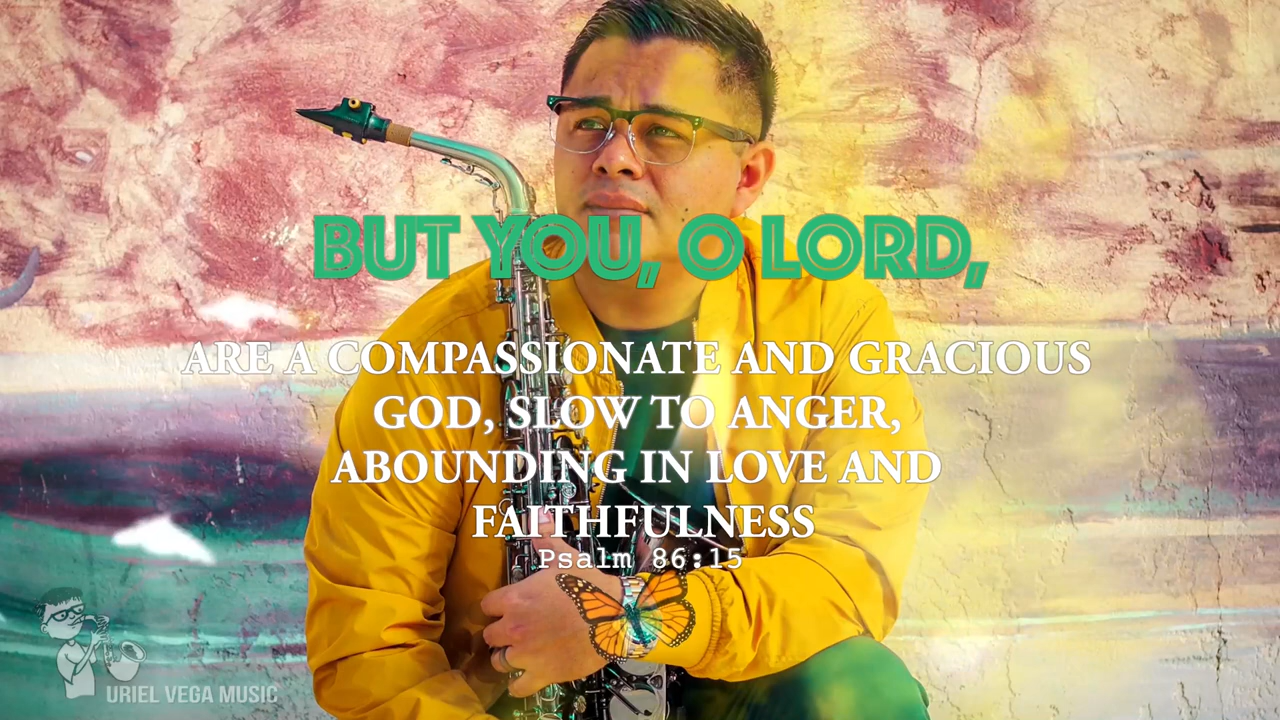 BUT YOU, O LORD,
ARE A COMPASSIONATE AND GRACIOUS
GOD, SLOW TO ANGER,
ABOUNDING IN LOVE AND
FAITHFULNESS
Psalm 86:15
URIEL VEGA MUSIC